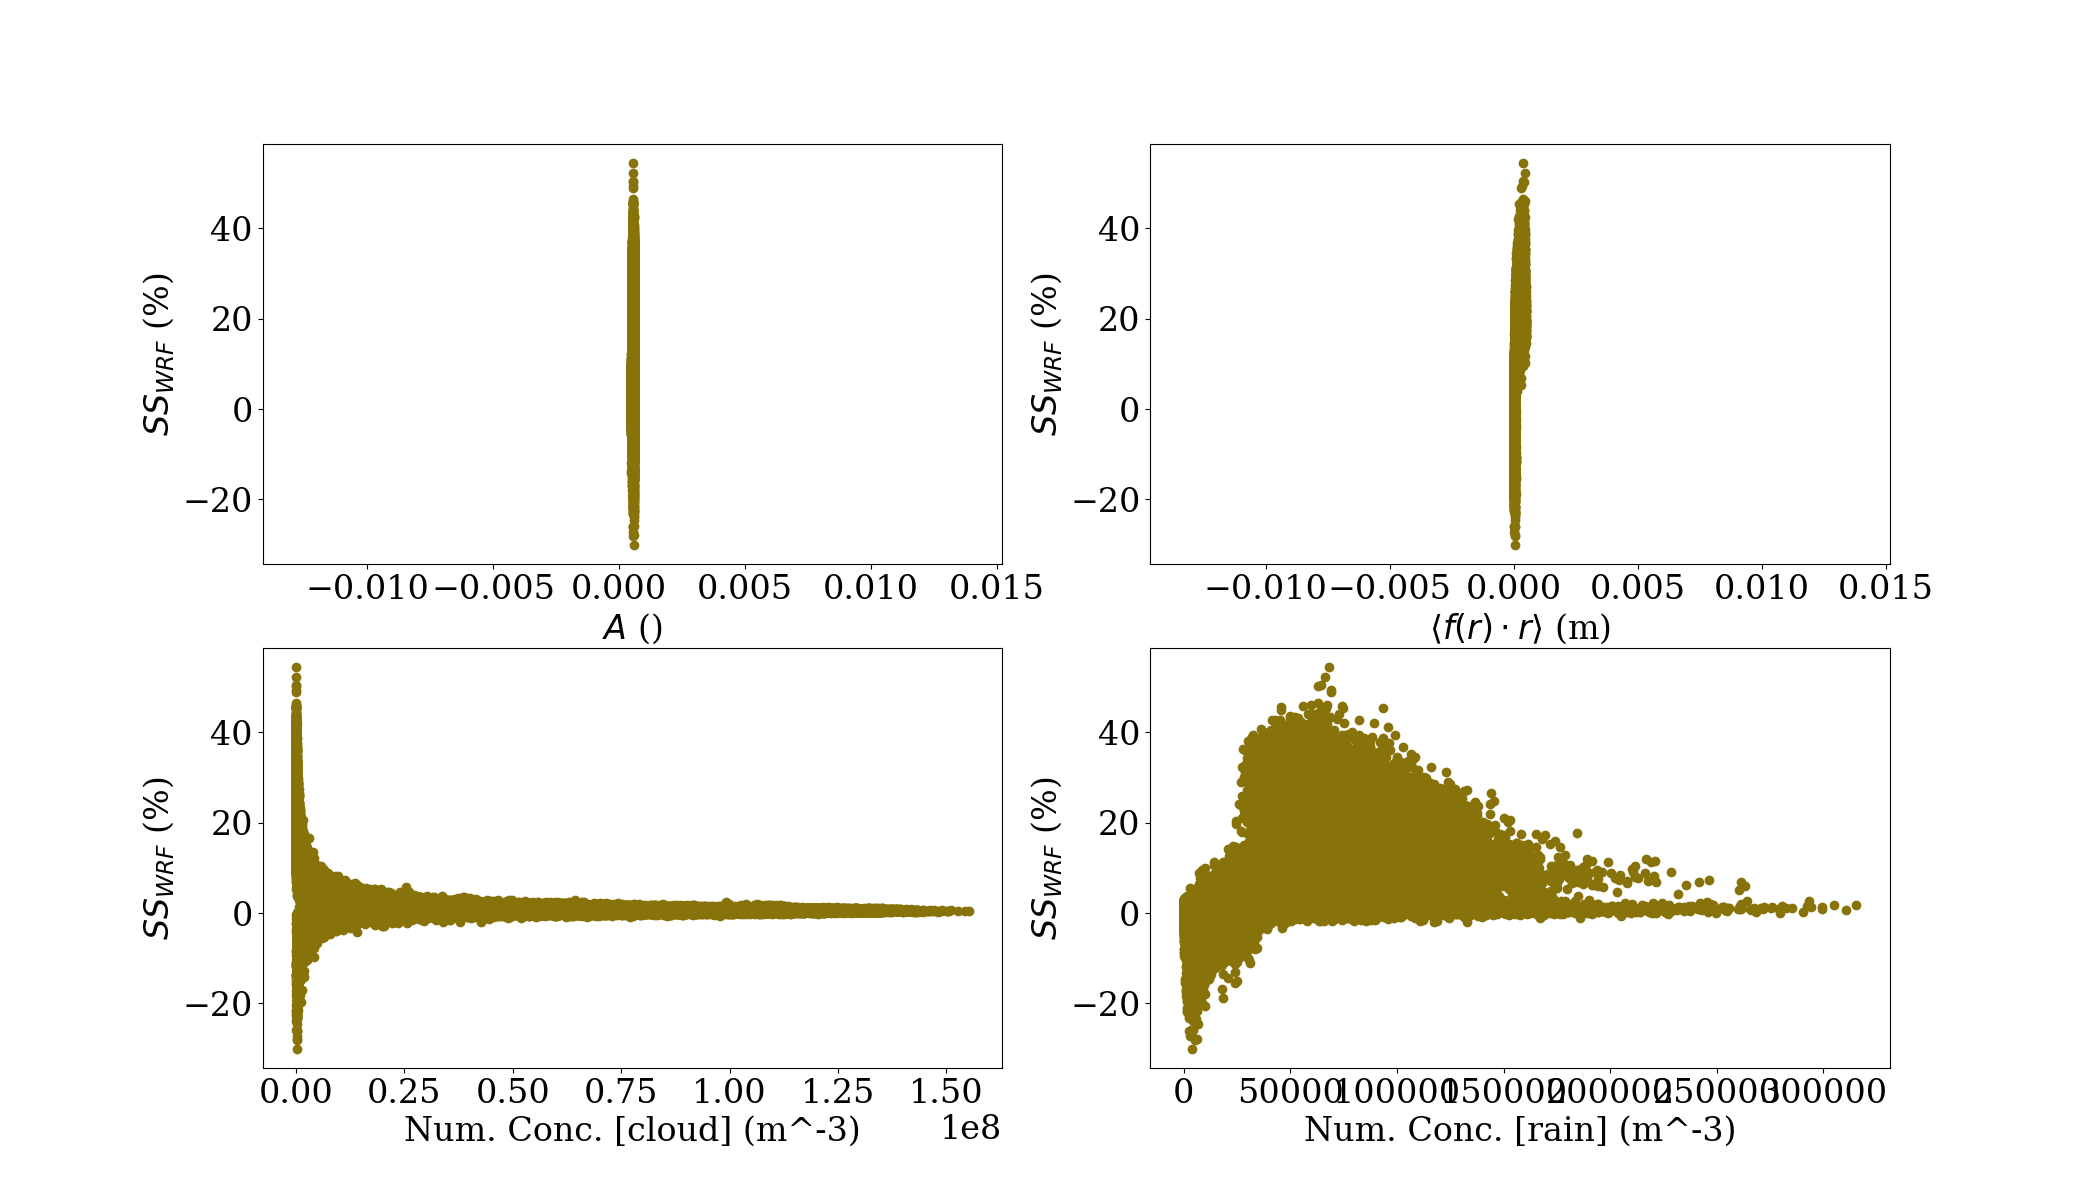 40
20
0
−20
SS_WRF (%)
−0.010 −0.005 0.000 0.005 0.010 0.015
A ()
40
20
0
−20
SS_WRF (%)
−0.010 −0.005 0.000 0.005 0.010 0.015
⟨f(r) · r⟩ (m)
40
20
0
−20
SS_WRF (%)
0.00 0.25 0.50 0.75 1.00 1.25 1.50
1e8
Num. Conc. [cloud] (m^-3)
40
20
0
−20
SS_WRF (%)
0 50000 100000 150000 200000 250000 300000
Num. Conc. [rain] (m^-3)